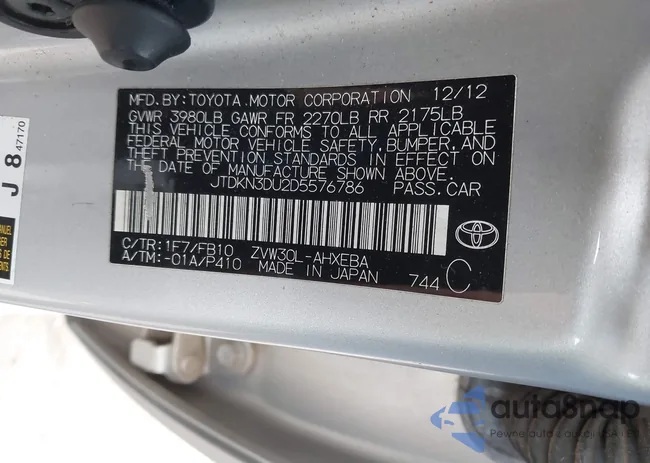 MFD.BY:TOYOTA MOTOR CORPORATION 12/12
GVWR 3980LB GAWR FR 2270LB RR 2175LB
THIS VEHICLE CONFORMS TO ALL APPLICABLE
FEDERAL MOTOR VEHICLE SAFETY, BUMPER, AND
THEFT PREVENTION STANDARDS IN EFFECT ON
THE DATE OF MANUFACTURE SHOWN ABOVE.
JTDKN3DU2D5576786 PASS.CAR
C/TR:1F7/FB10 ZVW30L-AHXEBA
A/TM:-01A/P410 MADE IN JAPAN 744 C
J 8 47170
auta@snap